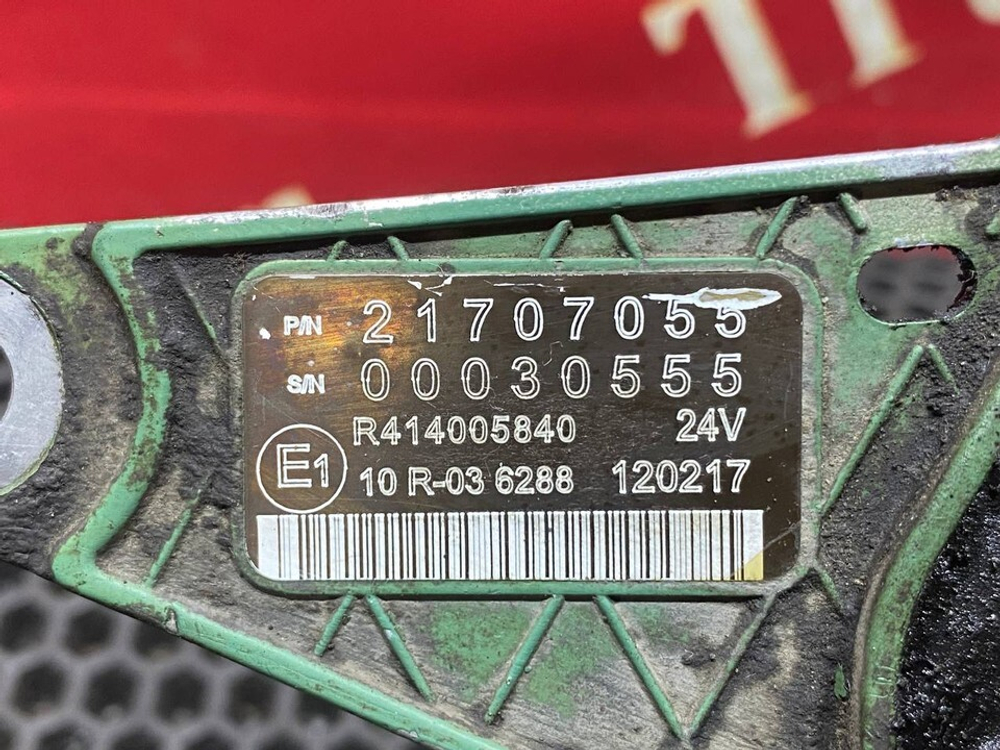 P/N 21707055
S/N 00030555
R414005840 24V
E1 10 R-03 6288 120217